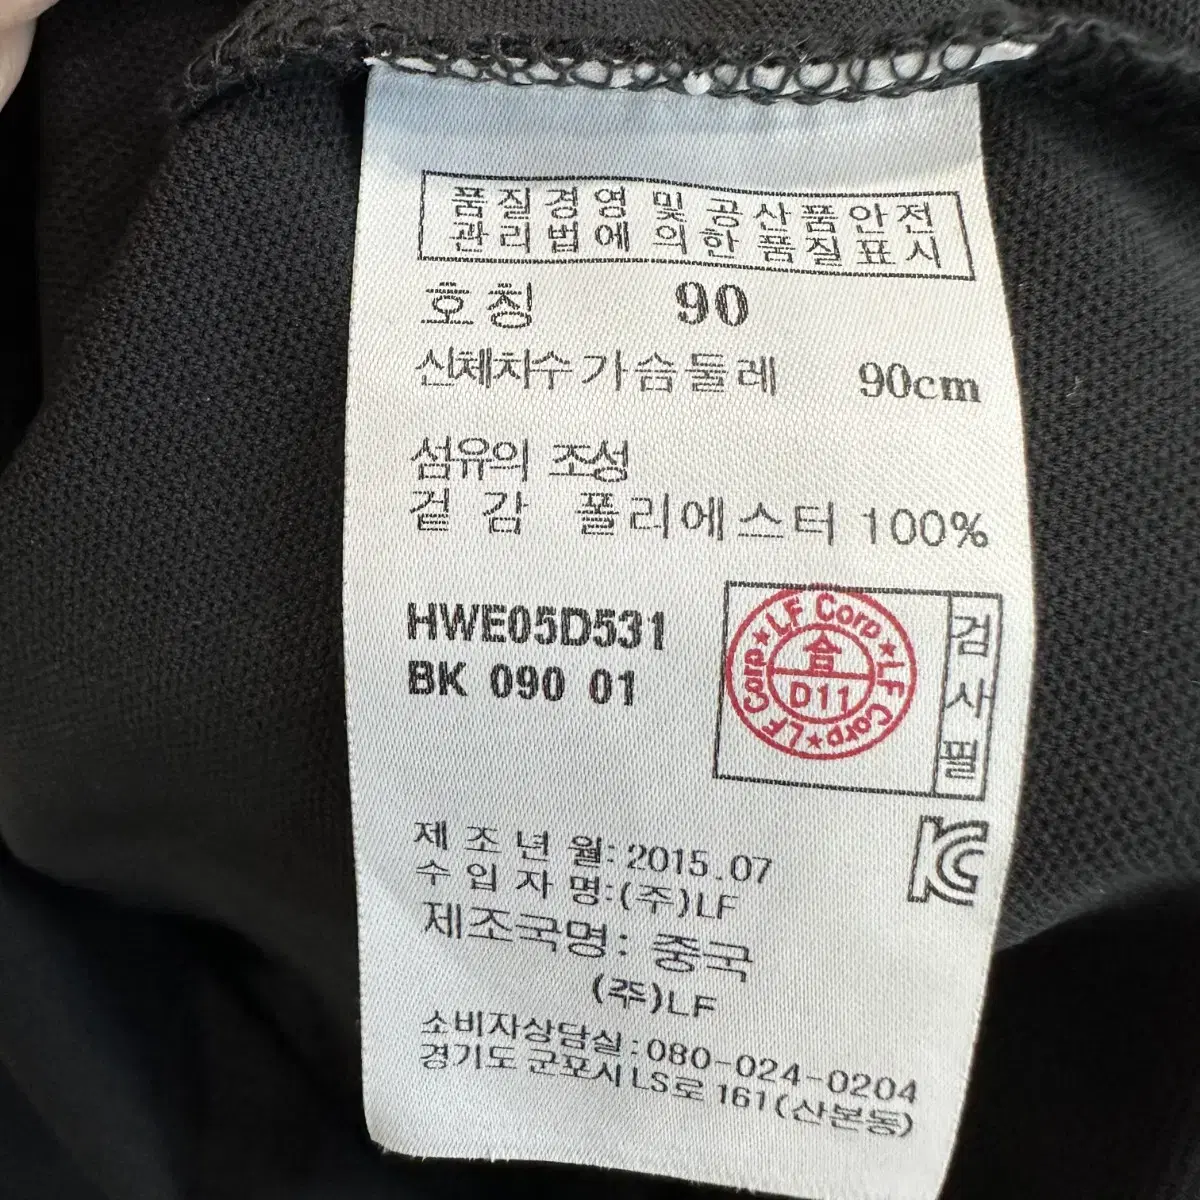 품질경영 및 공산품안전
관리법에 의한 품질표시
호칭 90
신체치수 가슴둘레 90cm
섬유의 조성
겉감 폴리에스터 100%
HWE05D531
BK 090 01
LF Corp★LF Corp★LF Corp★
合
D11
검사필
제조년월: 2015.07
수입자명:(주)LF
제조국명: 중국
(주)LF
소비자상담실:080-024-0204
경기도 군포시 LS로 161(산본동)